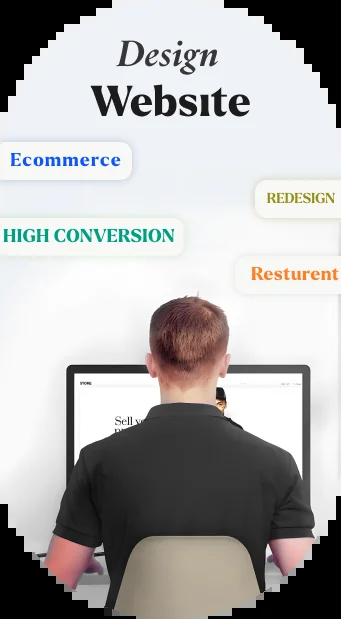 Design
Website
Ecommerce
REDESIGN
HIGH CONVERSION
Resturent
STORE
Sell